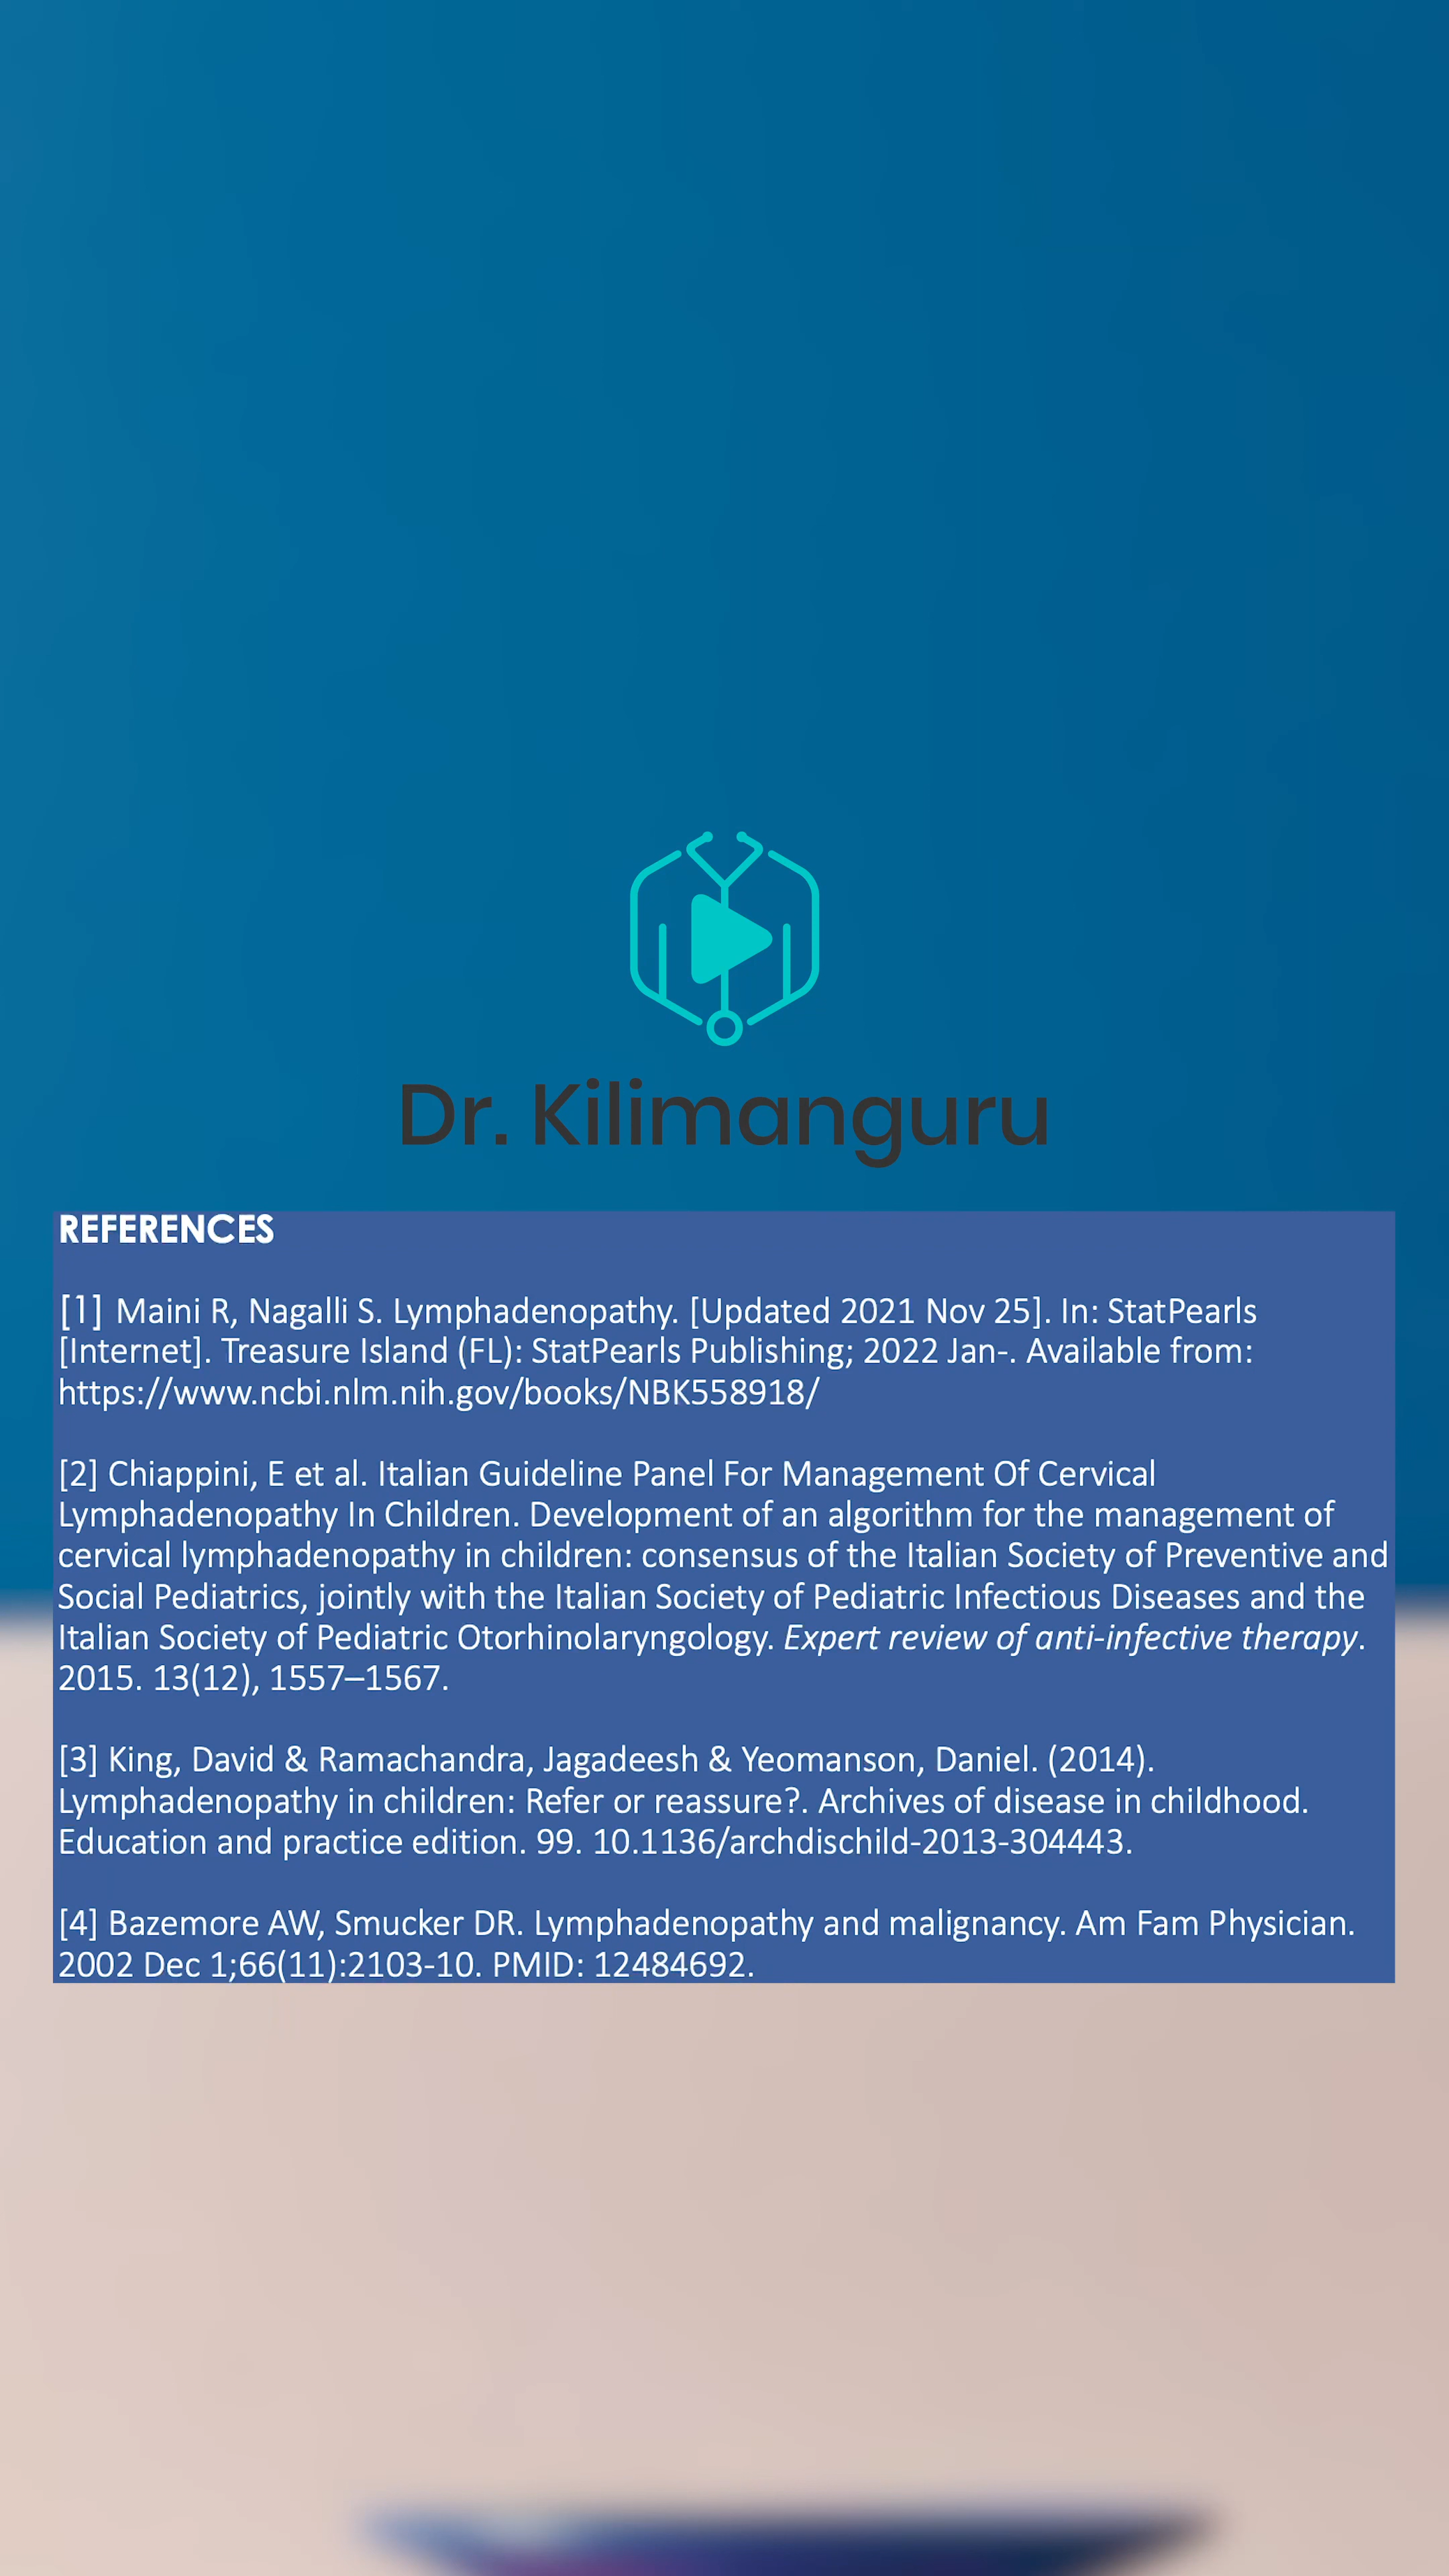 Dr. Kilimanguru
REFERENCES
[1] Maini R, Nagalli S. Lymphadenopathy. [Updated 2021 Nov 25]. In: StatPearls
[Internet]. Treasure Island (FL): StatPearls Publishing; 2022 Jan-. Available from:
https://www.ncbi.nlm.nih.gov/books/NBK558918/
[2] Chiappini, E et al. Italian Guideline Panel For Management Of Cervical
Lymphadenopathy In Children. Development of an algorithm for the management of
cervical lymphadenopathy in children: consensus of the Italian Society of Preventive and
Social Pediatrics, jointly with the Italian Society of Pediatric Infectious Diseases and the
Italian Society of Pediatric Otorhinolaryngology. Expert review of anti-infective therapy.
2015. 13(12), 1557–1567.
[3] King, David & Ramachandra, Jagadeesh & Yeomanson, Daniel. (2014).
Lymphadenopathy in children: Refer or reassure?. Archives of disease in childhood.
Education and practice edition. 99. 10.1136/archdischild-2013-304443.
[4] Bazemore AW, Smucker DR. Lymphadenopathy and malignancy. Am Fam Physician.
2002 Dec 1;66(11):2103-10. PMID: 12484692.